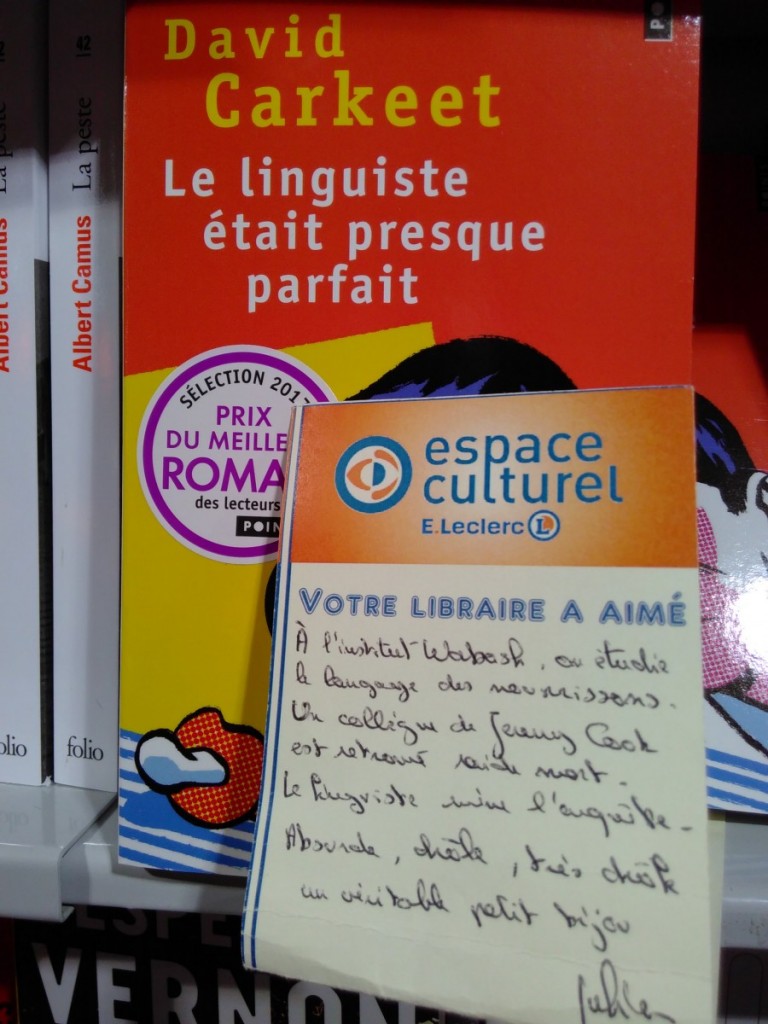 David
Carkeet
Le linguiste
était presque
parfait
La peste
Albert Camus
folio
La peste
Albert Camus
olio
SÉLECTION 201
PRIX
DU MEILLE
ROMA
des lecteurs
POIN
espace
culturel
E.Leclerc L
VOTRE LIBRAIRE A AIMÉ
À l'institut Wabash, on étudie
le langage des nourrissons.
Un collègue de Jeremy Cook
est retrouvé raide mort.
Le linguiste mène l'enquête.
Absurde, drôle, très drôle
un véritable petit bijou
VERNON